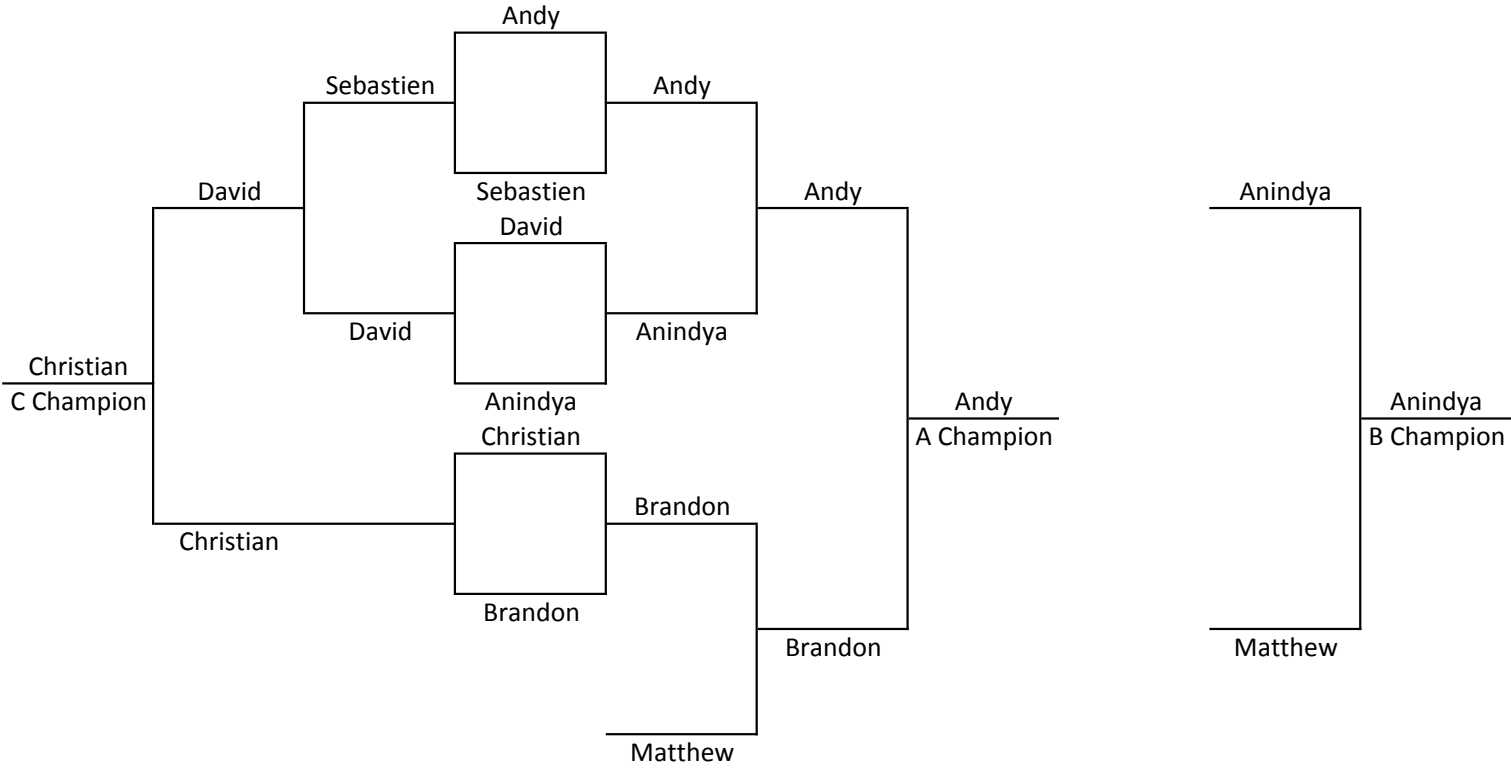 Andy
Sebastien
Andy
David
Sebastien
Andy
Anindya
David
David
Anindya
Christian
C Champion
Anindya
Andy
A Champion
Anindya
B Champion
Christian
Brandon
Christian
Brandon
Brandon
Matthew
Matthew